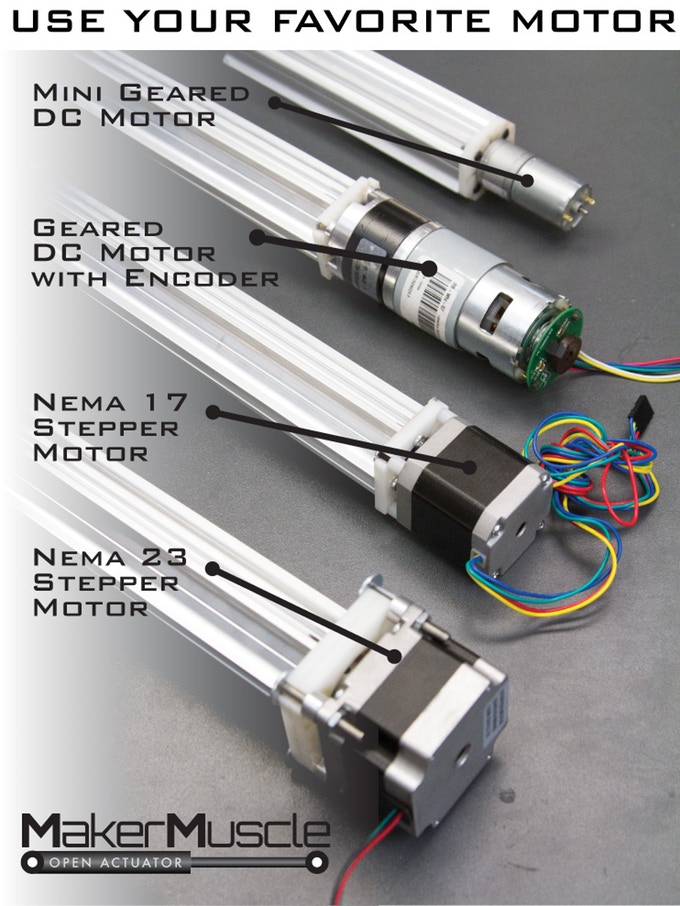 USE YOUR FAVORITE MOTOR
MINI GEARED
DC MOTOR
GEARED
DC MOTOR
WITH ENCODER
NEMA 17
STEPPER
MOTOR
NEMA 23
STEPPER
MOTOR
MakerMuscle
OPEN ACTUATOR